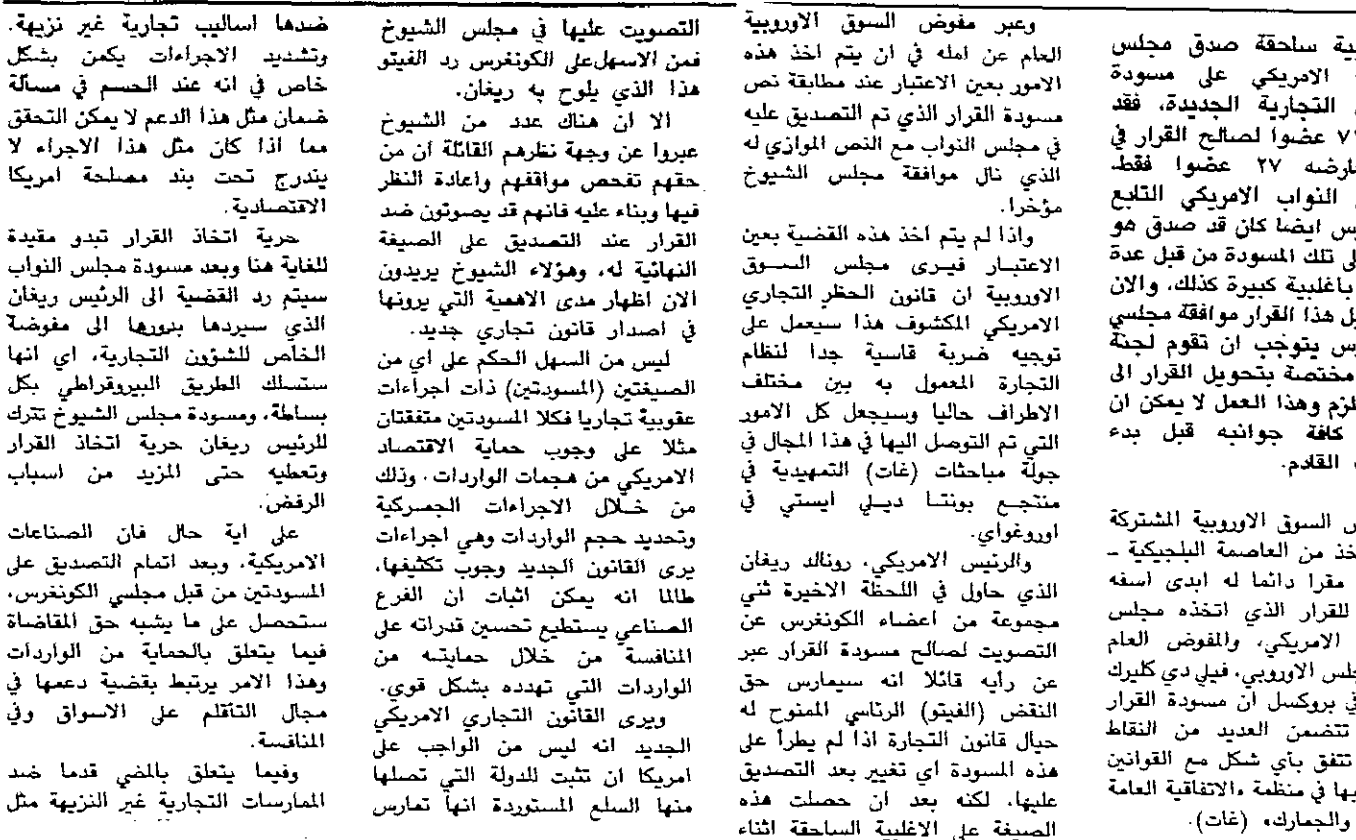 ية ساحقة صدق مجلس
الامريكي على مسودة
التجارية الجديدة، فقد
٧ عضوا لصالح القرار في
ارضه ٢٧ عضوا فقط.
النواب الامريكي التابع
س ايضا كان قد صدق هو
لى تلك المسودة من قبل عدة
باغلبية كبيرة كذلك، والان
ل هذا القرار موافقة مجلسي
س يتوجب ان تقوم لجنة
مختصة بتحويل القرار الى
لزم وهذا العمل لا يمكن ان
كافة جوانبه قبل بدء
القادم.
س السوق الاوروبية المشتركة
خذ من العاصمة البلجيكية ـ
مقرا دائما له ابدى اسفه
للقرار الذي اتخذه مجلس
الامريكي، والمفوض العام
جلس الاوروبي، فيلي دي كليرك
ي بروكسل ان مسودة القرار
تتضمن العديد من النقاط
تتفق بأي شكل مع القوانين
يها في منظمة «الاتفاقية العامة
والجمارك» (غات).
وعبر مفوض السوق الاوروبية
العام عن امله في ان يتم اخذ هذه
الامور بعين الاعتبار عند مطابقة نص
مسودة القرار الذي تم التصديق عليه
في مجلس النواب مع النص الموازي له
الذي نال موافقة مجلس الشيوخ
مؤخرا.
واذا لم يتم اخذ هذه القضية بعين
الاعتبار فيرى مجلس السوق
الاوروبية ان قانون الحظر التجاري
الامريكي المكشوف هذا سيعمل على
توجيه ضربة قاسية جدا لنظام
التجارة المعمول به بين مختلف
الاطراف حاليا وسيجعل كل الامور
التي تم التوصل اليها في هذا المجال في
جولة مباحثات (غات) التمهيدية في
منتجع بونتا ديلي ايستي في
اوروغواي.
والرئيس الامريكي، رونالد ريغان
الذي حاول في اللحظة الاخيرة ثني
مجموعة من اعضاء الكونغرس عن
التصويت لصالح مسودة القرار عبر
عن رأيه قائلا انه سيمارس حق
النقض (الفيتو) الرئاسي الممنوح له
حيال قانون التجارة اذا لم يطرأ على
هذه المسودة اي تغيير بعد التصديق
عليها، لكنه بعد ان حصلت هذه
الصيغة على الاغلبية الساحقة اثناء
التصويت عليها في مجلس الشيوخ
فمن الاسهل على الكونغرس رد الفيتو
هذا الذي يلوح به ريغان.
الا ان هناك عدد من الشيوخ
عبروا عن وجهة نظرهم القائلة ان من
حقهم تفحص مواقفهم واعادة النظر
فيها وبناء عليه فانهم قد يصوتون ضد
القرار عند التصديق على الصيغة
النهائية له، وهؤلاء الشيوخ يريدون
الان اظهار مدى الاهمية التي يرونها
في اصدار قانون تجاري جديد.
ليس من السهل الحكم على اي من
الصيغتين (المسودتين) ذات اجراءات
عقوبية تجاريا فكلا المسودتين متفقتان
مثلا على وجوب حماية الاقتصاد
الامريكي من هجمات الواردات، وذلك
من خلال الاجراءات الجمركية
وتحديد حجم الواردات وهي اجراءات
يرى القانون الجديد وجوب تكثيفها،
طالما انه يمكن اثبات ان الفرع
الصناعي يستطيع تحسين قدراته على
المنافسة من خلال حمايته من
الواردات التي تهدده بشكل قوي.
ويرى القانون التجاري الامريكي
الجديد انه ليس من الواجب على
امريكا ان تثبت للدولة التي تصلها
منها السلع المستوردة انها تمارس
ضدها اساليب تجارية غير نزيهة.
وتشديد الاجراءات يكمن بشكل
خاص في انه عند الحسم في مسألة
ضمان مثل هذا الدعم لا يمكن التحقق
مما اذا كان مثل هذا الاجراء لا
يندرج تحت بند مصلحة امريكا
الاقتصادية.
حرية اتخاذ القرار تبدو مقيدة
للغاية هنا وبعد مسودة مجلس النواب
سيتم رد القضية الى الرئيس ريغان
الذي سيردها بدورها الى مفوضه
الخاص للشؤون التجارية، اي انها
ستسلك الطريق البيروقراطي بكل
بساطة، ومسودة مجلس الشيوخ تترك
للرئيس ريغان حرية اتخاذ القرار
وتعطيه حتى المزيد من اسباب
الرفض.
على اية حال فان الصناعات
الامريكية، وبعد اتمام التصديق على
المسودتين من قبل مجلسي الكونغرس،
ستحصل على ما يشبه حق المقاضاة
فيما يتعلق بالحماية من الواردات
وهذا الامر يرتبط بقضية دعمها في
مجال التأقلم على الاسواق وفي
المنافسة.
وفيما يتعلق بالمضي قدما ضد
الممارسات التجارية غير النزيهة مثل